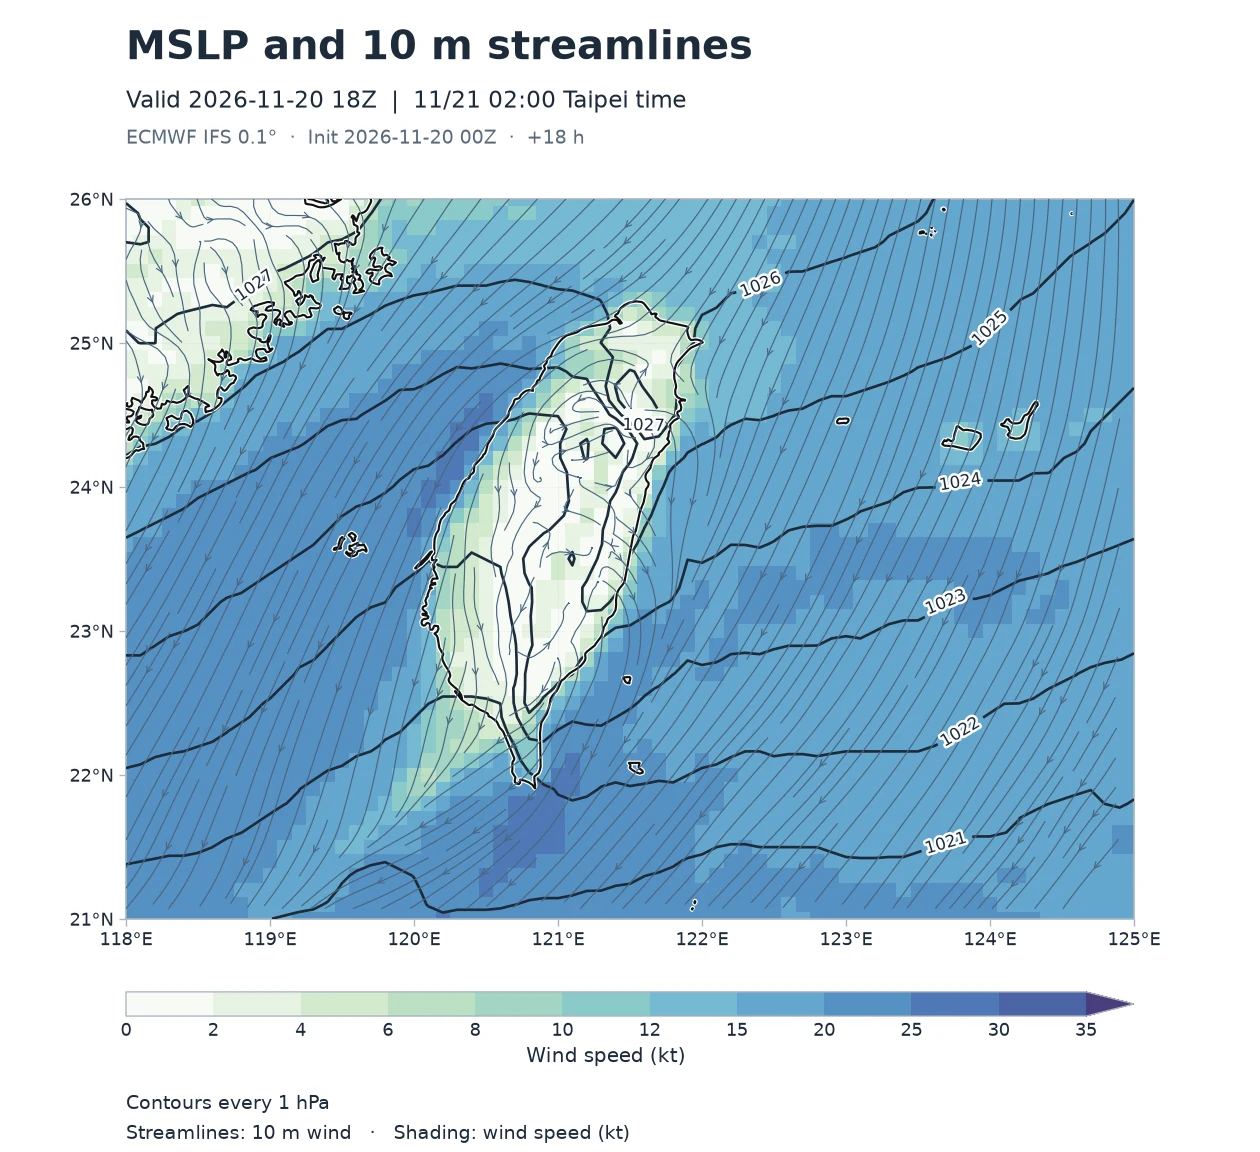 MSLP and 10 m streamlines
Valid 2026-11-20 18Z | 11/21 02:00 Taipei time
ECMWF IFS 0.1° · Init 2026-11-20 00Z · +18 h
26°N
25°N
24°N
23°N
22°N
21°N
1027
1026
1025
1027
1024
1023
1022
1021
118°E 119°E 120°E 121°E 122°E 123°E 124°E 125°E
0 2 4 6 8 10 12 15 20 25 30 35
Wind speed (kt)
Contours every 1 hPa
Streamlines: 10 m wind · Shading: wind speed (kt)